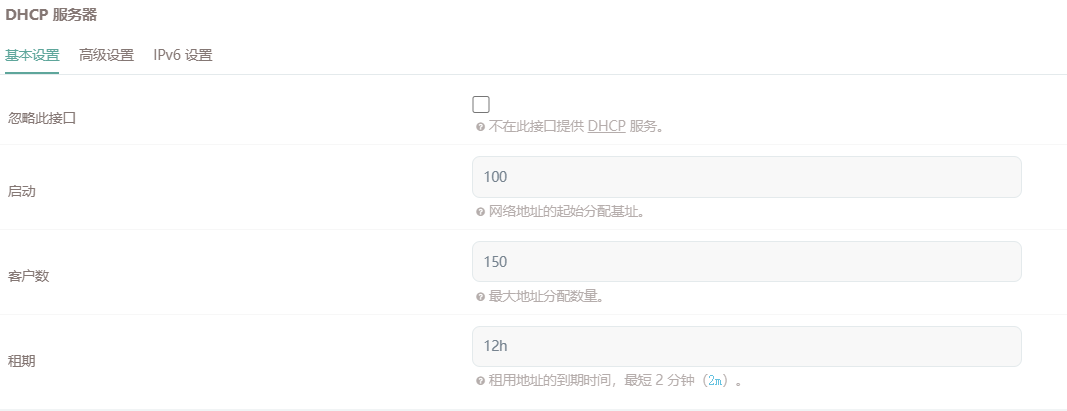 DHCP 服务器
基本设置 高级设置 IPv6 设置
忽略此接口
不在此接口提供 DHCP 服务。
启动
100
网络地址的起始分配基址。
客户数
150
最大地址分配数量。
租期
12h
租用地址的到期时间，最短 2 分钟（2m）。